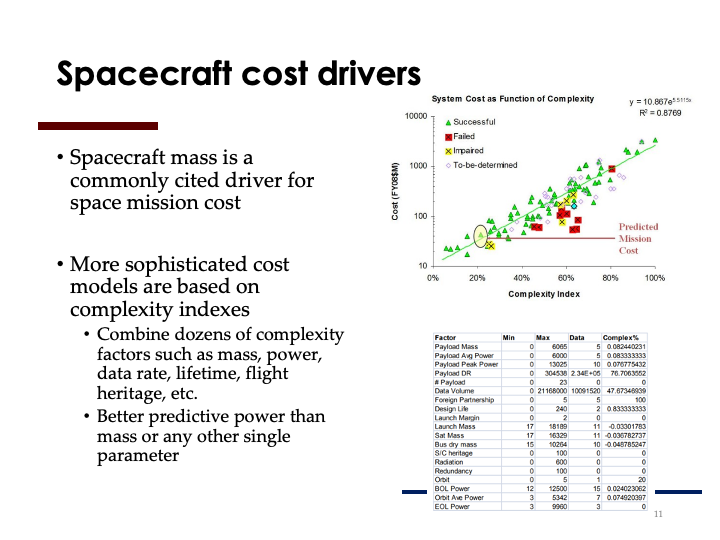 Spacecraft cost drivers
• Spacecraft mass is a
commonly cited driver for
space mission cost
• More sophisticated cost
models are based on
complexity indexes
• Combine dozens of complexity
factors such as mass, power,
data rate, lifetime, flight
heritage, etc.
• Better predictive power than
mass or any other single
parameter
System Cost as Function of Complexity
y = 10.867e^5.5115x
R² = 0.8769
Cost (FY08$M)
10000
1000
100
10
Successful
Failed
Impaired
To-be-determined
Predicted
Mission
Cost
0% 20% 40% 60% 80% 100%
Complexity Index
Factor Min Max Data Complex%
Payload Mass 0 6065 5 0.082440231
Payload Avg Power 0 6000 5 0.083333333
Payload Peak Power 0 13025 10 0.076775432
Payload DR 0 304538 2.34E+05 76.7063552
# Payload 0 23 0 0
Data Volume 0 21168000 10091520 47.67346939
Foreign Partnership 0 5 5 100
Design Life 0 240 2 0.833333333
Launch Margin 0 2 0 0
Launch Mass 17 18189 11 -0.03301783
Sat Mass 17 16329 11 -0.036782737
Bus dry mass 15 10264 10 -0.048785247
S/C heritage 0 100 0 0
Radiation 0 600 0 0
Redundancy 0 100 0 0
Orbit 0 5 1 20
BOL Power 12 12500 15 0.024023062
Orbit Ave Power 3 5342 7 0.074920397
EOL Power 3 9960 3 0
11